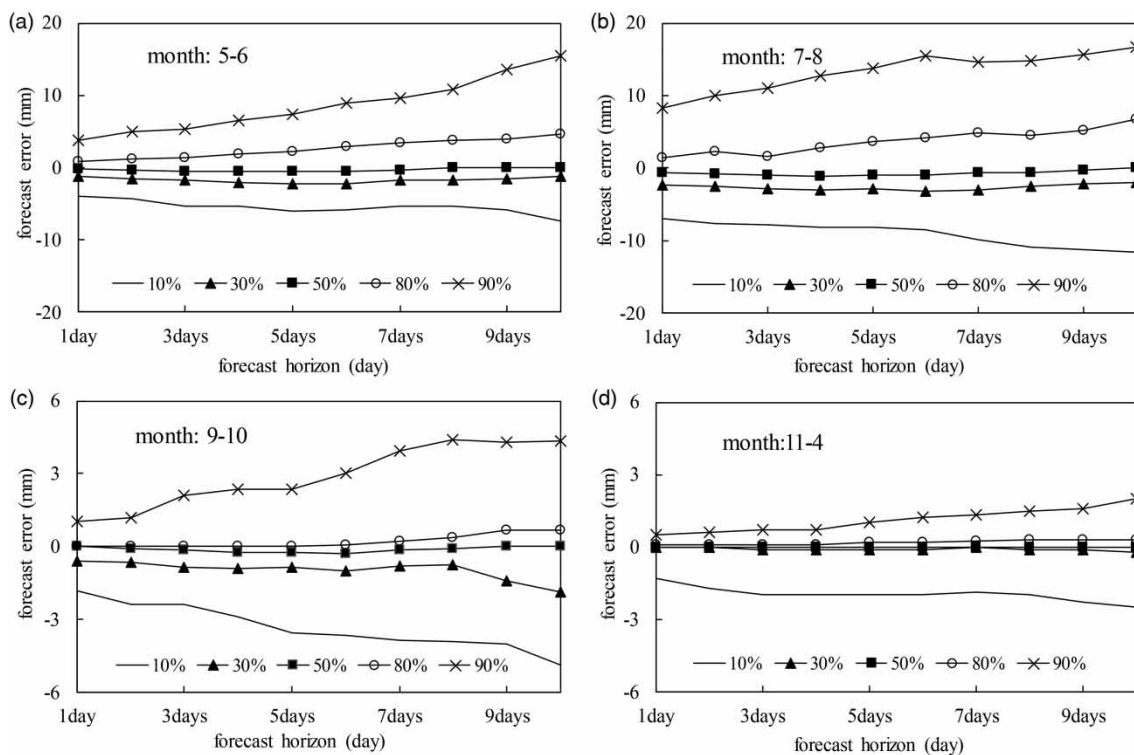 (a)
20
10
0
-10
-20
forecast error (mm)
month: 5-6
10% 30% 50% 80% 90%
1day 3days 5days 7days 9days
forecast horizon (day)
(b)
20
10
0
-10
-20
forecast error (mm)
month: 7-8
10% 30% 50% 80% 90%
1day 3days 5days 7days 9days
forecast horizon (day)
(c)
6
3
0
-3
-6
forecast error (mm)
month: 9-10
10% 30% 50% 80% 90%
1day 3days 5days 7days 9days
forecast horizon (day)
(d)
6
3
0
-3
-6
forecast error (mm)
month:11-4
10% 30% 50% 80% 90%
1day 3days 5days 7days 9days
forecast horizon (day)